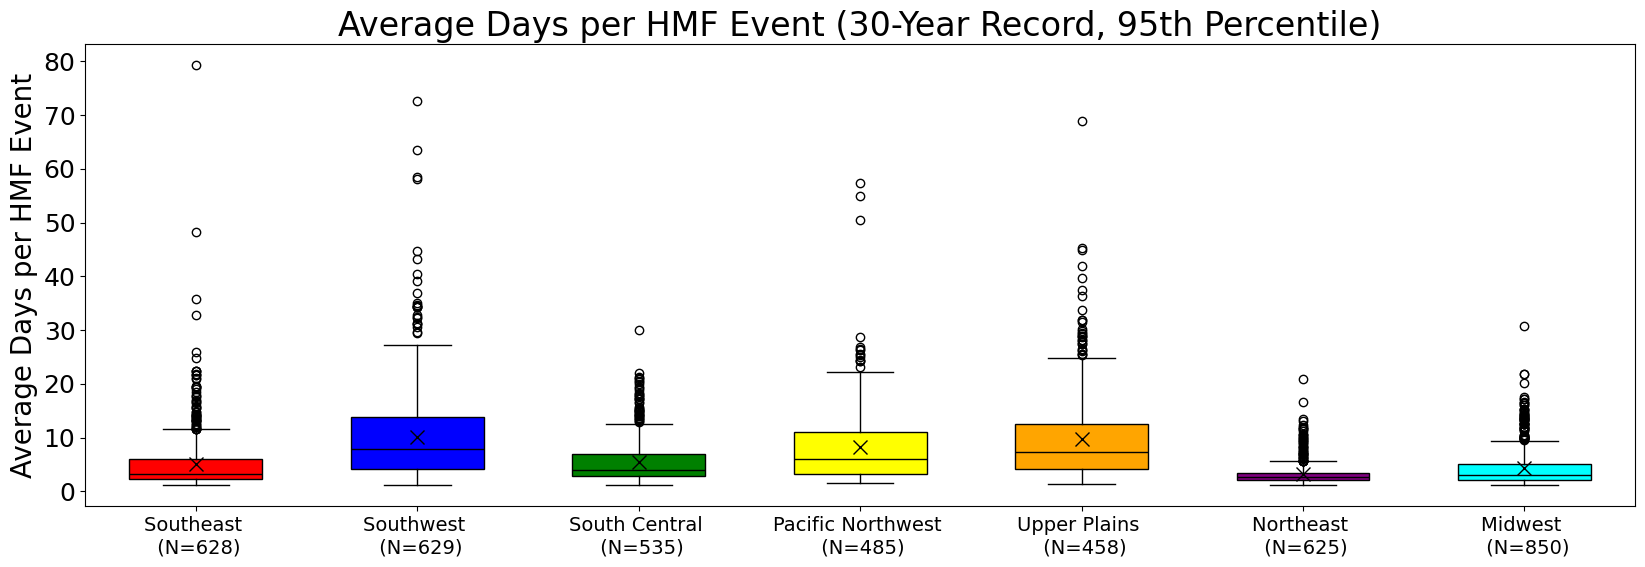 Average Days per HMF Event (30-Year Record, 95th Percentile)
Average Days per HMF Event
80
70
60
50
40
30
20
10
0
Southeast
(N=628)
Southwest
(N=629)
South Central
(N=535)
Pacific Northwest
(N=485)
Upper Plains
(N=458)
Northeast
(N=625)
Midwest
(N=850)